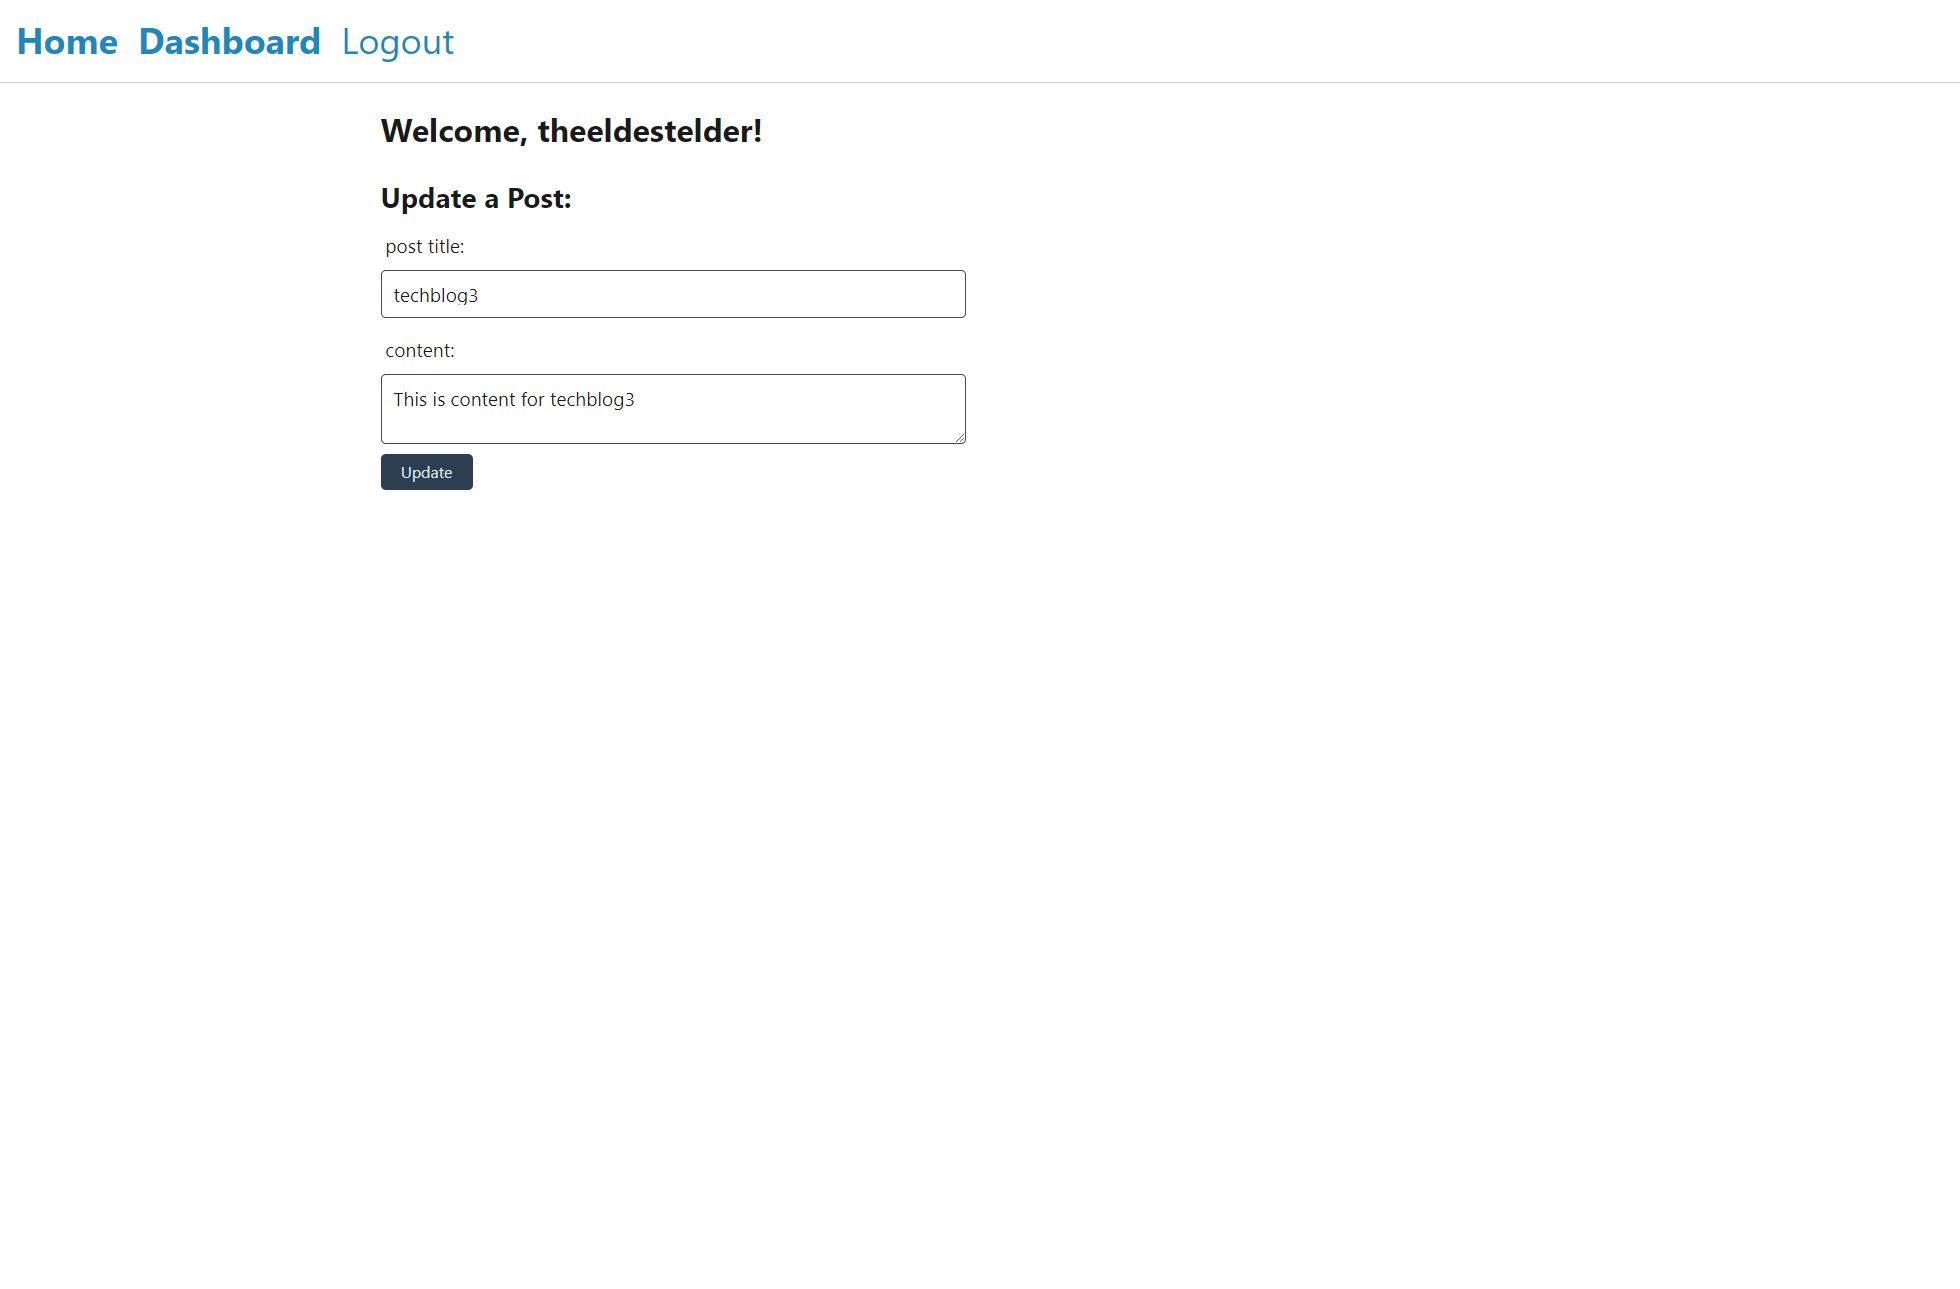 Home Dashboard Logout
Welcome, theeldestelder!
Update a Post:
post title:
techblog3
content:
This is content for techblog3
Update